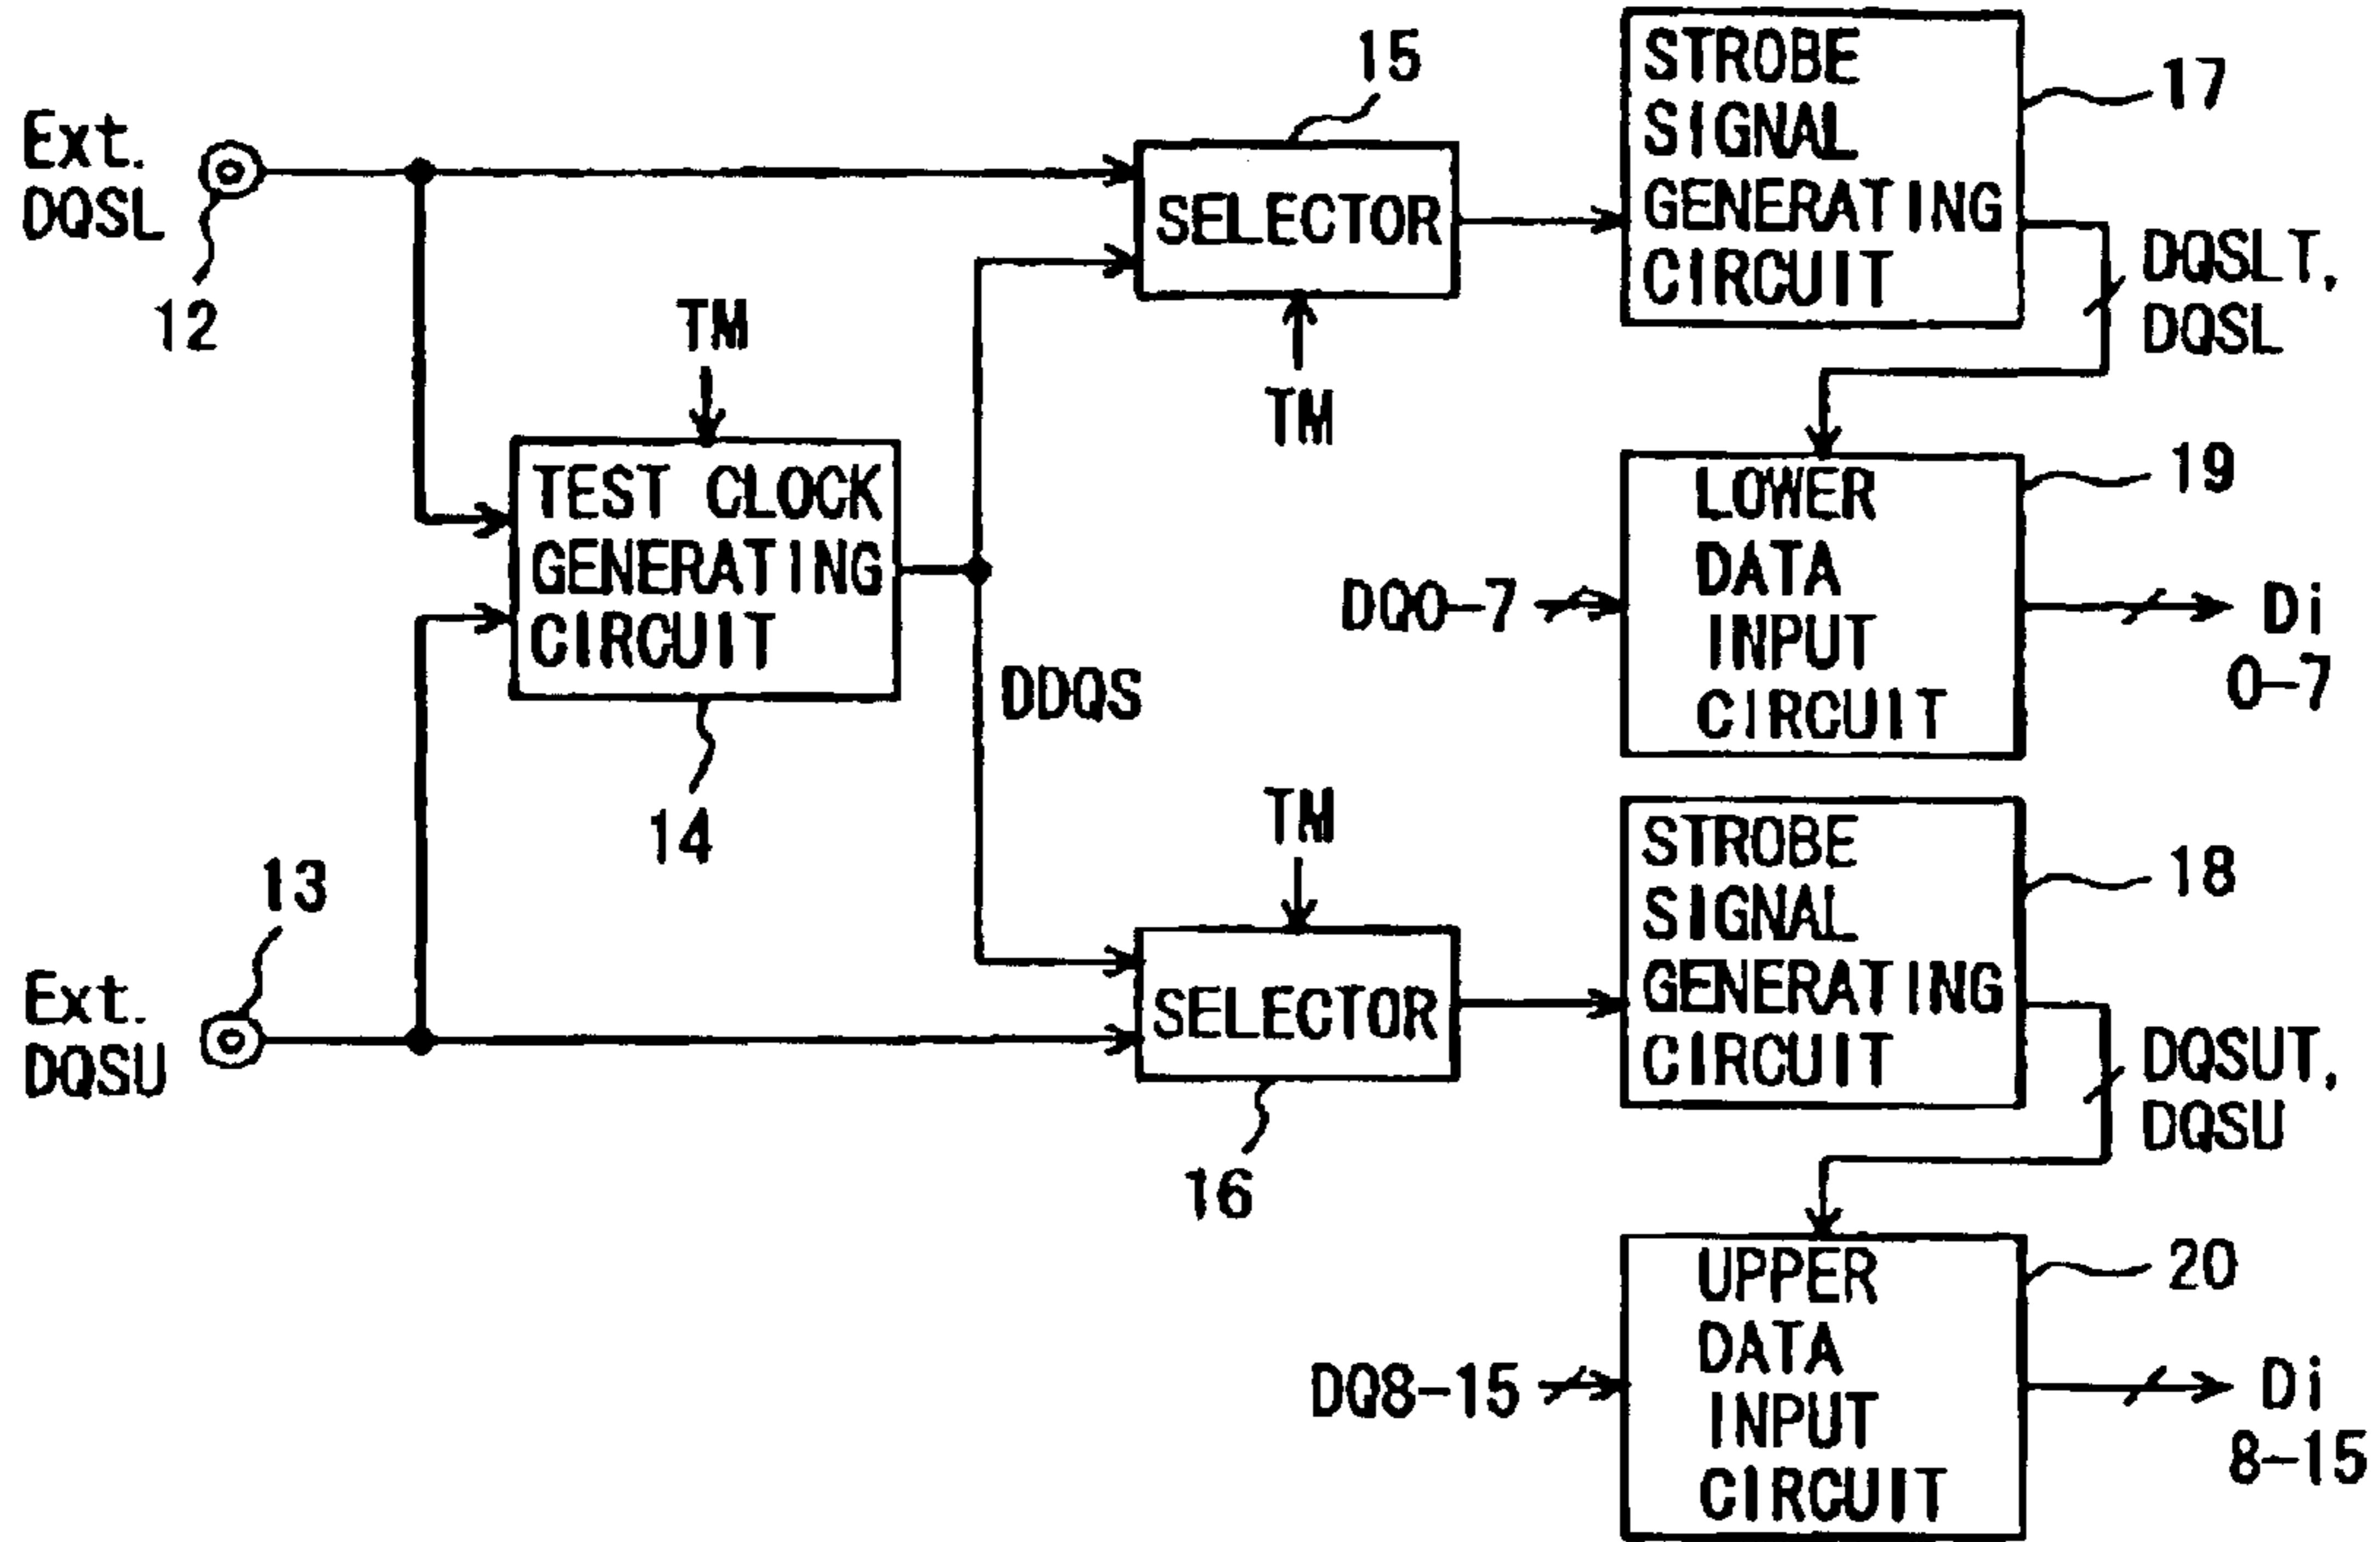 Ext.
DQSL
12
TM
TEST CLOCK
GENERATING
CIRCUIT
14
13
Ext.
DQSU
DDQS
15
SELECTOR
TM
TM
SELECTOR
16
STROBE
SIGNAL
GENERATING
CIRCUIT
17
DQSLT,
DQSL
LOWER
DATA
INPUT
CIRCUIT
19
DQ0-7
Di
0-7
STROBE
SIGNAL
GENERATING
CIRCUIT
18
DQSUT,
DQSU
UPPER
DATA
INPUT
CIRCUIT
20
DQ8-15
Di
8-15